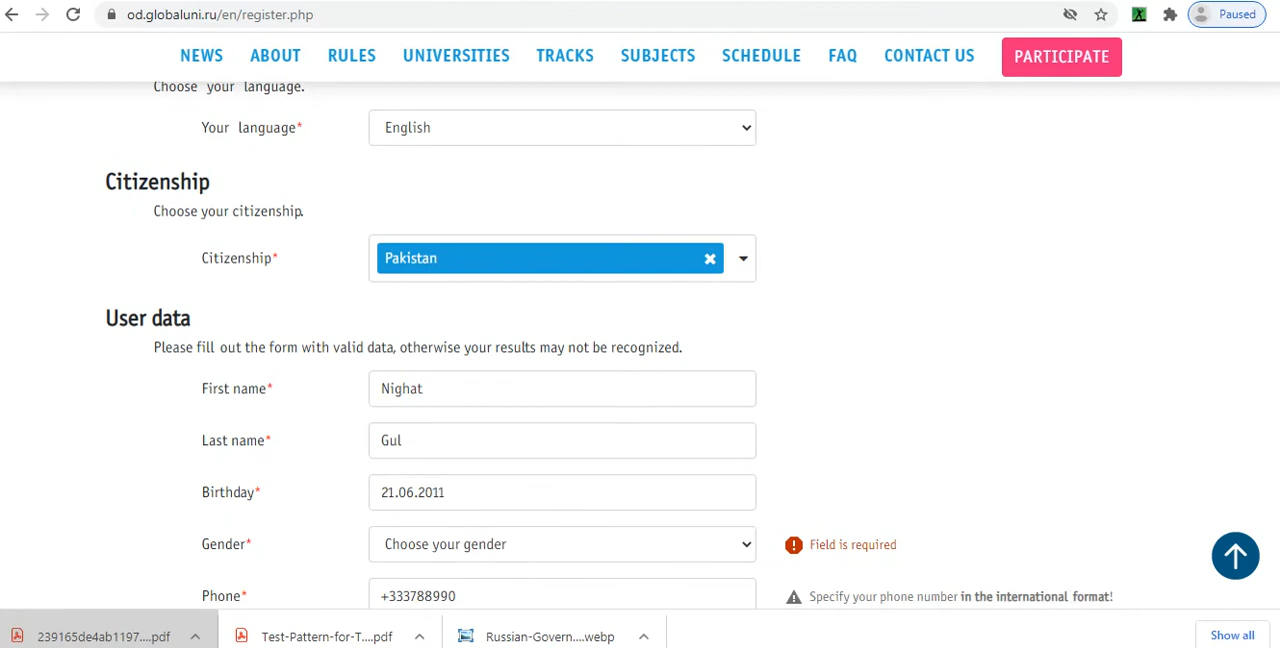 od.globaluni.ru/en/register.php
Paused
NEWS ABOUT RULES UNIVERSITIES TRACKS SUBJECTS SCHEDULE FAQ CONTACT US PARTICIPATE
Choose your language.
Your language* English
Citizenship
Choose your citizenship.
Citizenship* Pakistan
User data
Please fill out the form with valid data, otherwise your results may not be recognized.
First name* Nighat
Last name* Gul
Birthday* 21.06.2011
Gender* Choose your gender Field is required
Phone* +333788990 Specify your phone number in the international format!
239165de4ab1197....pdf Test-Pattern-for-T....pdf Russian-Govern....webp Show all